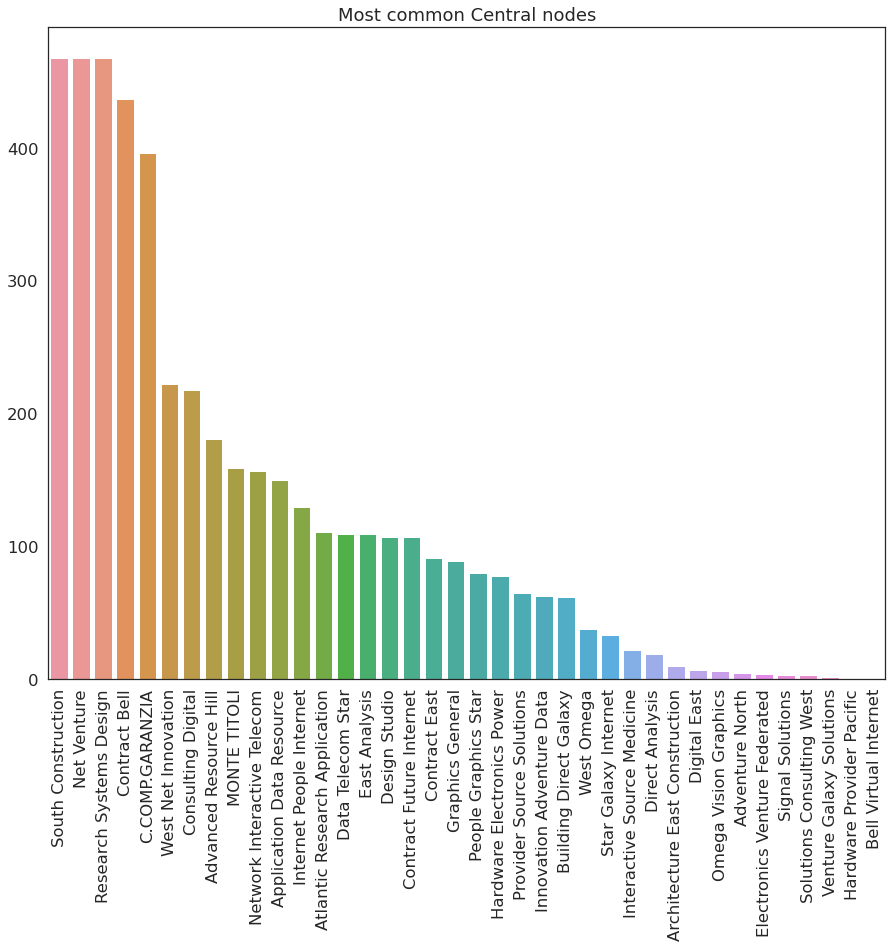 Most common Central nodes
400
300
200
100
0
South Construction
Net Venture
Research Systems Design
Contract Bell
C.COMP.GARANZIA
West Net Innovation
Consulting Digital
Advanced Resource Hill
MONTE TITOLI
Network Interactive Telecom
Application Data Resource
Internet People Internet
Atlantic Research Application
Data Telecom Star
East Analysis
Design Studio
Contract Future Internet
Contract East
Graphics General
People Graphics Star
Hardware Electronics Power
Provider Source Solutions
Innovation Adventure Data
Building Direct Galaxy
West Omega
Star Galaxy Internet
Interactive Source Medicine
Direct Analysis
Architecture East Construction
Digital East
Omega Vision Graphics
Adventure North
Electronics Venture Federated
Signal Solutions
Solutions Consulting West
Venture Galaxy Solutions
Hardware Provider Pacific
Bell Virtual Internet